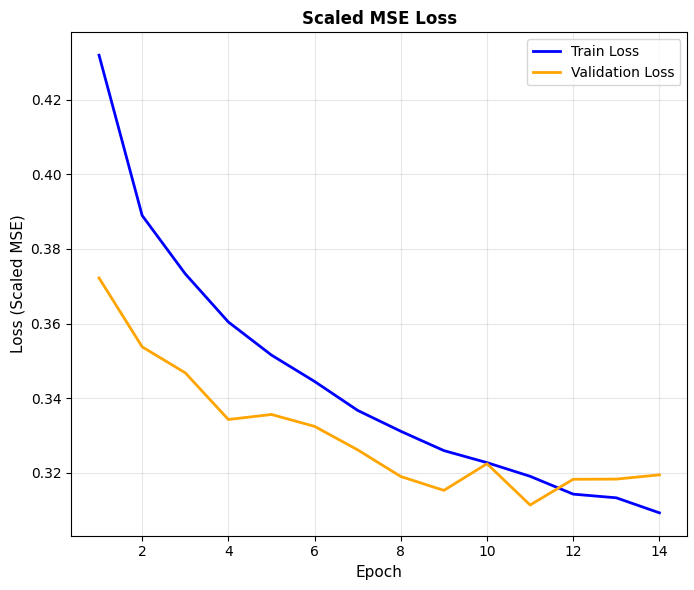 Scaled MSE Loss
Train Loss
Validation Loss
Loss (Scaled MSE)
0.42
0.40
0.38
0.36
0.34
0.32
2 4 6 8 10 12 14
Epoch